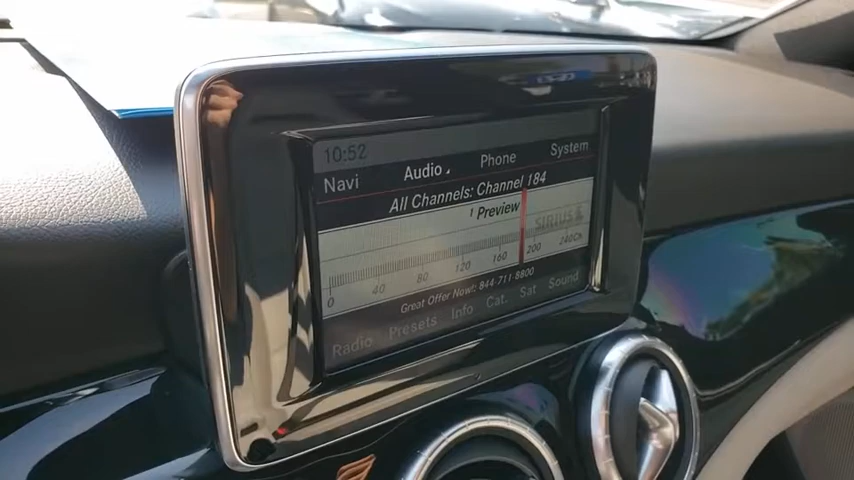 10:52
Navi Audio Phone System
All Channels: Channel 184
1 Preview
SIRIUS
0 40 80 120 160 200 240Ch
Great Offer Now: 844-711-8800
Radio Presets Info Cat. Sat Sound